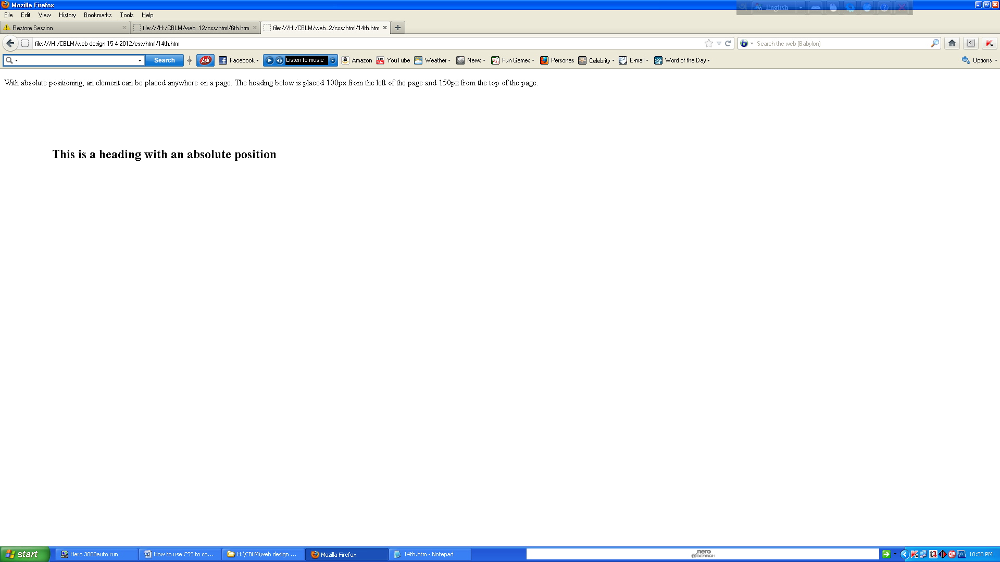 Mozilla Firefox
English
File Edit View History Bookmarks Tools Help
Restore Session
file:///H:/CBLM/web...12/css/html/6th.htm
file:///H:/CBLM/web...2/css/html/14th.htm
file:///H:/CBLM/web design 15-4-2012/css/html/14th.htm
Search the web (Babylon)
Search Ask Facebook Listen to music Amazon YouTube Weather News Fun Games Personas Celebrity E-mail Word of the Day Options
With absolute positioning, an element can be placed anywhere on a page. The heading below is placed 100px from the left of the page and 150px from the top of the page.
This is a heading with an absolute position
start Hero 3000auto run How to use CSS to co... H:\CBLM\web design ... Mozilla Firefox 14th.htm - Notepad nero SEARCH 10:50 PM